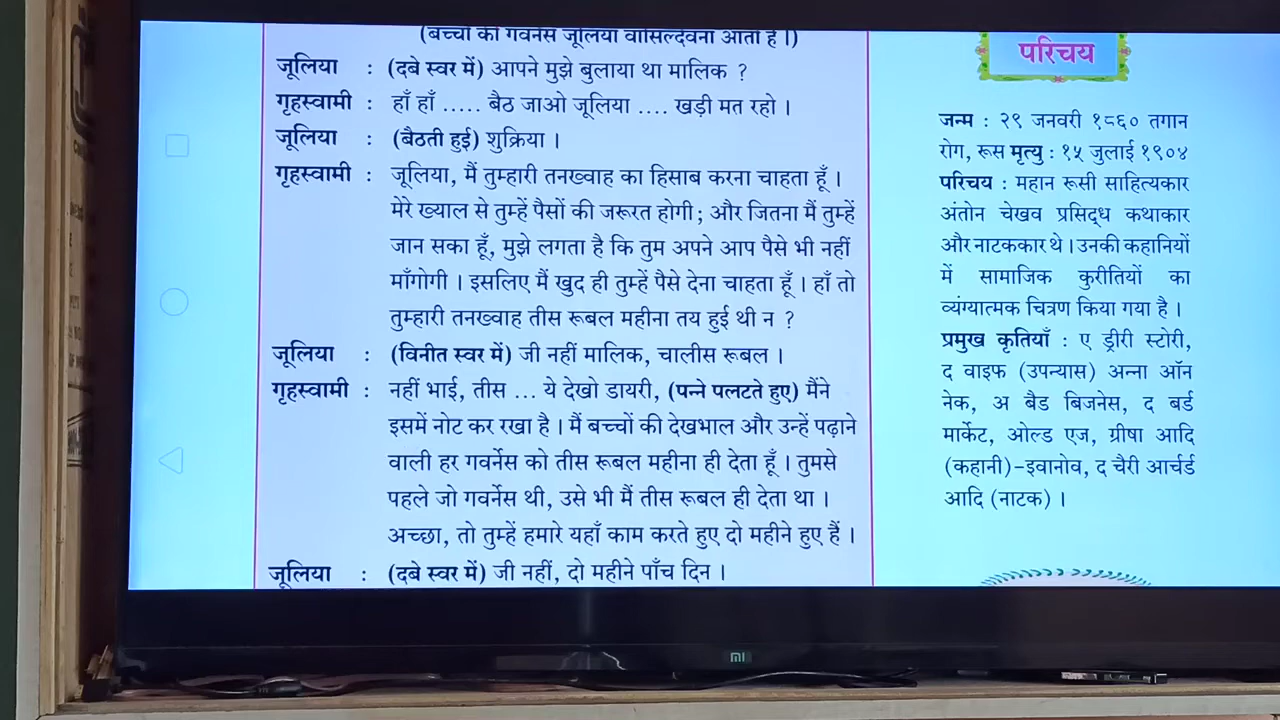 (बच्चों की गवर्नेस जूलिया वासिल्देवना आती है।)
जूलिया : (दबे स्वर में) आपने मुझे बुलाया था मालिक ?
गृहस्वामी : हाँ हाँ ..... बैठ जाओ जूलिया .... खड़ी मत रहो ।
जूलिया : (बैठती हुई) शुक्रिया ।
गृहस्वामी : जूलिया, मैं तुम्हारी तनख्वाह का हिसाब करना चाहता हूँ ।
मेरे ख्याल से तुम्हें पैसों की जरूरत होगी; और जितना मैं तुम्हें
जान सका हूँ, मुझे लगता है कि तुम अपने आप पैसे भी नहीं
माँगोगी । इसलिए मैं खुद ही तुम्हें पैसे देना चाहता हूँ । हाँ तो
तुम्हारी तनख्वाह तीस रूबल महीना तय हुई थी न ?
जूलिया : (विनीत स्वर में) जी नहीं मालिक, चालीस रूबल ।
गृहस्वामी : नहीं भाई, तीस ... ये देखो डायरी, (पन्ने पलटते हुए) मैंने
इसमें नोट कर रखा है । मैं बच्चों की देखभाल और उन्हें पढ़ाने
वाली हर गवर्नेस को तीस रूबल महीना ही देता हूँ । तुमसे
पहले जो गवर्नेस थी, उसे भी मैं तीस रूबल ही देता था ।
अच्छा, तो तुम्हें हमारे यहाँ काम करते हुए दो महीने हुए हैं ।
जूलिया : (दबे स्वर में) जी नहीं, दो महीने पाँच दिन ।
परिचय
जन्म : २९ जनवरी १८६० तगान
रोग, रूस मृत्यु : १५ जुलाई १९०४
परिचय : महान रूसी साहित्यकार
अंतोन चेखव प्रसिद्ध कथाकार
और नाटककार थे । उनकी कहानियों
में सामाजिक कुरीतियों का
व्यंग्यात्मक चित्रण किया गया है ।
प्रमुख कृतियाँ : ए ड्रीरी स्टोरी,
द वाइफ (उपन्यास) अन्ना ऑन
नेक, अ बैड बिजनेस, द बर्ड
मार्केट, ओल्ड एज, ग्रीषा आदि
(कहानी)-इवानोव, द चैरी आर्चर्ड
आदि (नाटक) ।
mi